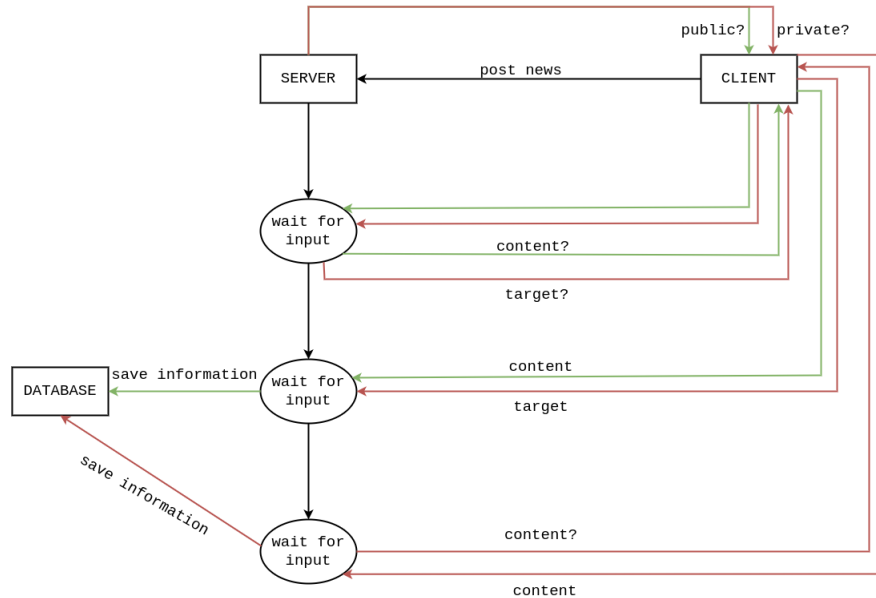 public?
private?
SERVER
post news
CLIENT
wait for
input
content?
target?
save information
wait for
input
content
DATABASE
target
save information
wait for
input
content?
content